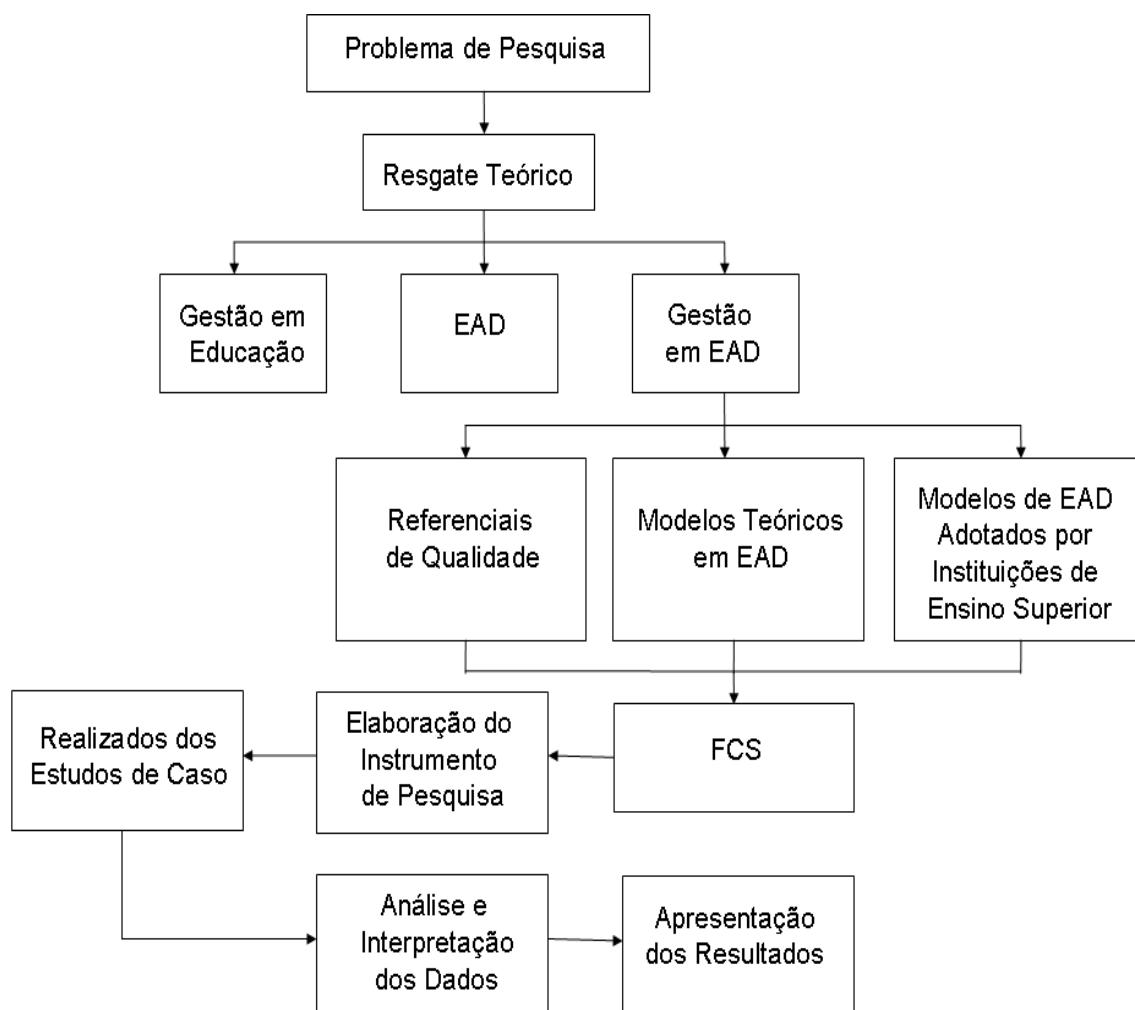 Problema de Pesquisa
Resgate Teórico
Gestão em
Educação
EAD
Gestão
em EAD
Referenciais
de Qualidade
Modelos Teóricos
em EAD
Modelos de EAD
Adotados por
Instituições de
Ensino Superior
FCS
Elaboração do
Instrumento
de Pesquisa
Realizados dos
Estudos de Caso
Análise e
Interpretação
dos Dados
Apresentação
dos Resultados